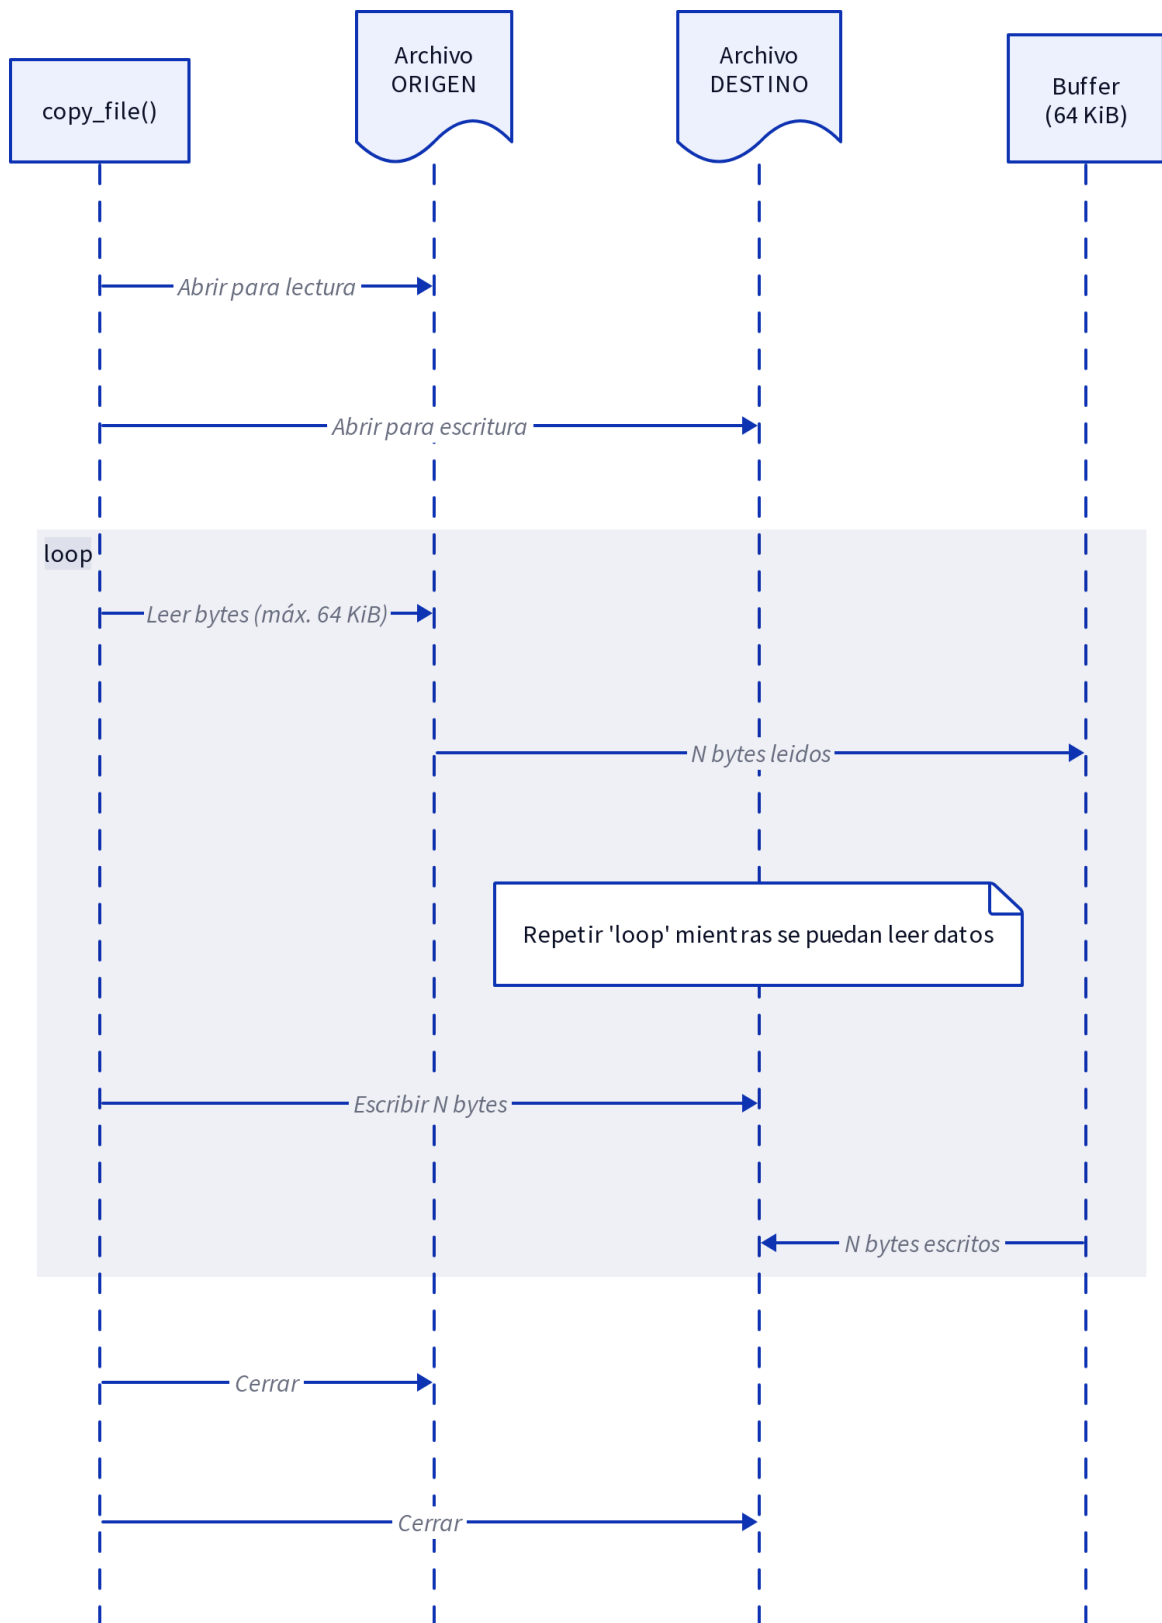 copy_file()
Archivo
ORIGEN
Archivo
DESTINO
Buffer
(64 KiB)
Abrir para lectura
Abrir para escritura
loop
Leer bytes (máx. 64 KiB)
N bytes leidos
Repetir 'loop' mientras se puedan leer datos
Escribir N bytes
N bytes escritos
Cerrar
Cerrar